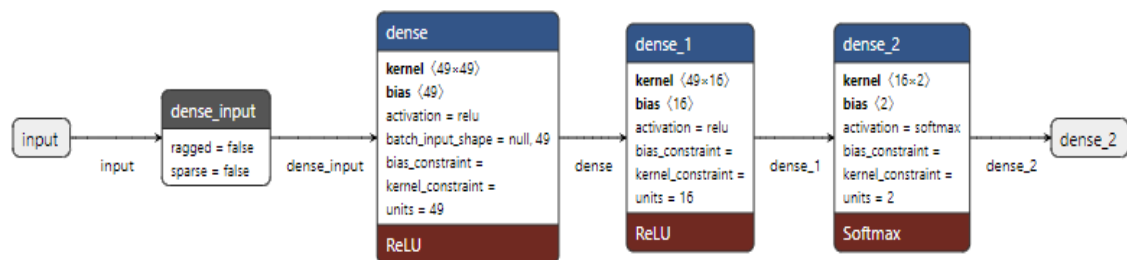 input
input
dense_input
ragged = false
sparse = false
dense_input
dense
kernel ⟨49×49⟩
bias ⟨49⟩
activation = relu
batch_input_shape = null, 49
bias_constraint =
kernel_constraint =
units = 49
ReLU
dense
dense_1
kernel ⟨49×16⟩
bias ⟨16⟩
activation = relu
bias_constraint =
kernel_constraint =
units = 16
ReLU
dense_1
dense_2
kernel ⟨16×2⟩
bias ⟨2⟩
activation = softmax
bias_constraint =
kernel_constraint =
units = 2
Softmax
dense_2
dense_2